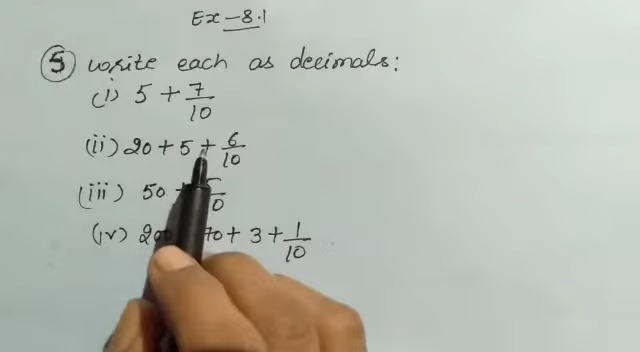 Ex-8.1
(5) write each as decimals:
(i) 5 + 7/10
(ii) 20 + 5 + 6/10
(iii) 50 +
(iv) 70 + 3 + 1/10